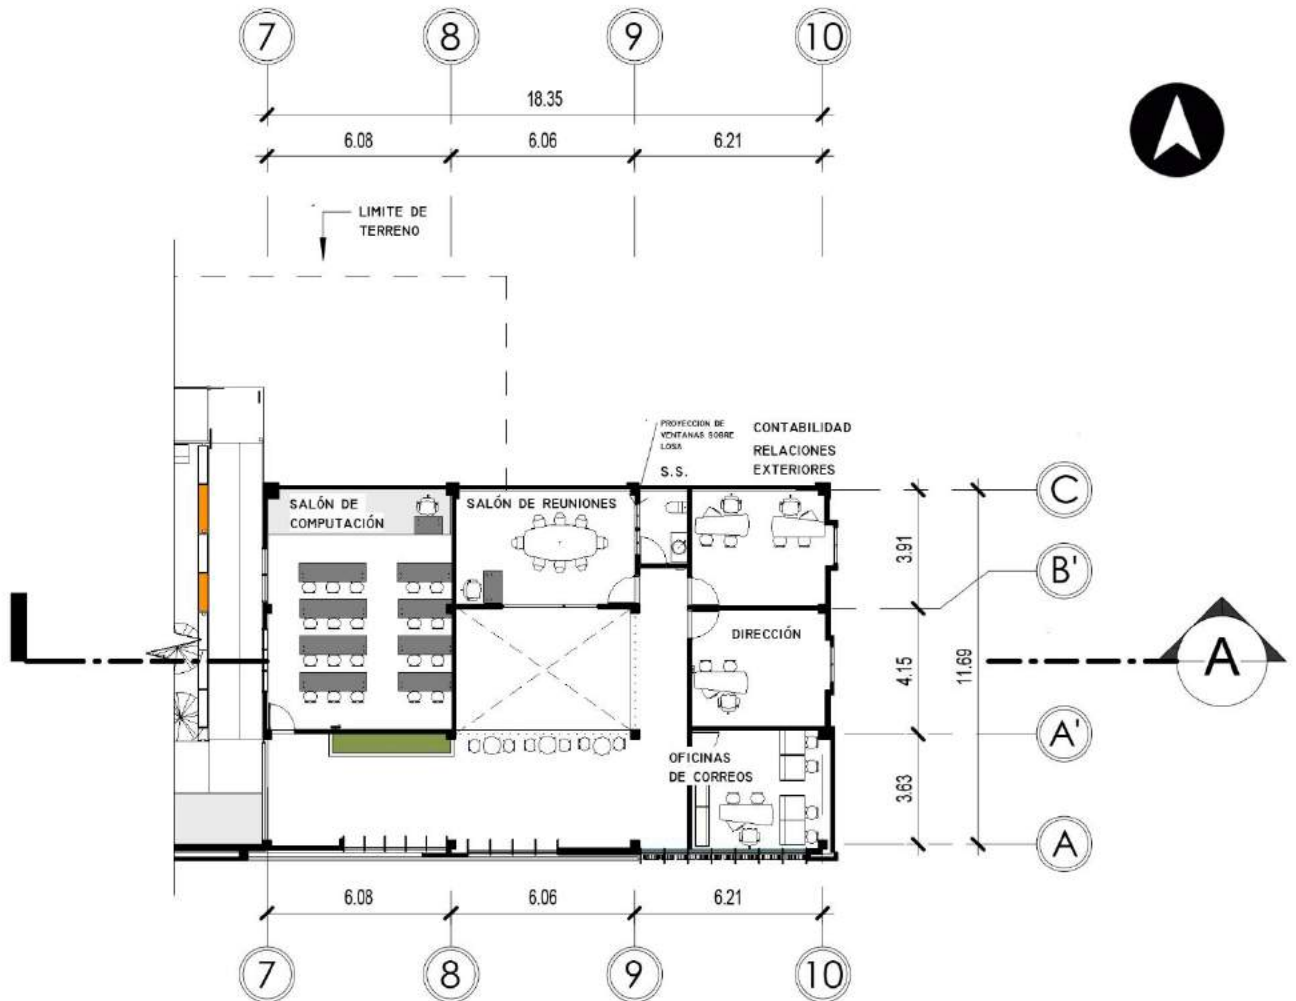 7 8 9 10
18.35
6.08 6.06 6.21
LIMITE DE
TERRENO
PROYECCION DE
VENTANAS SOBRE
LOSA
CONTABILIDAD
RELACIONES
EXTERIORES
S.S.
SALÓN DE
COMPUTACIÓN
SALÓN DE REUNIONES
C
3.91
B'
DIRECCIÓN
4.15
11.69
A
A'
OFICINAS
DE CORREOS
3.63
A
6.08 6.06 6.21
7 8 9 10